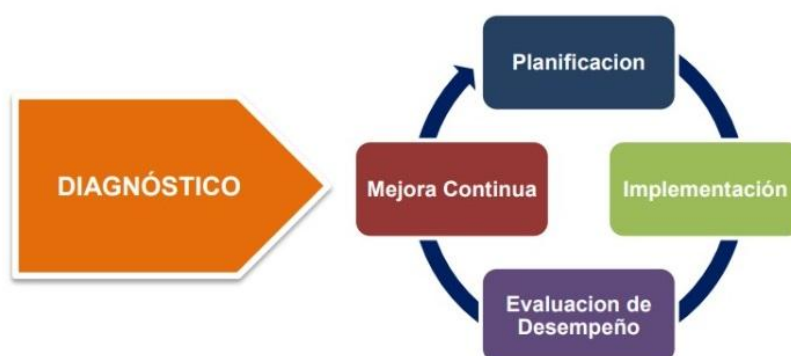 DIAGNÓSTICO
Planificacion
Mejora Continua
Implementación
Evaluacion de
Desempeño